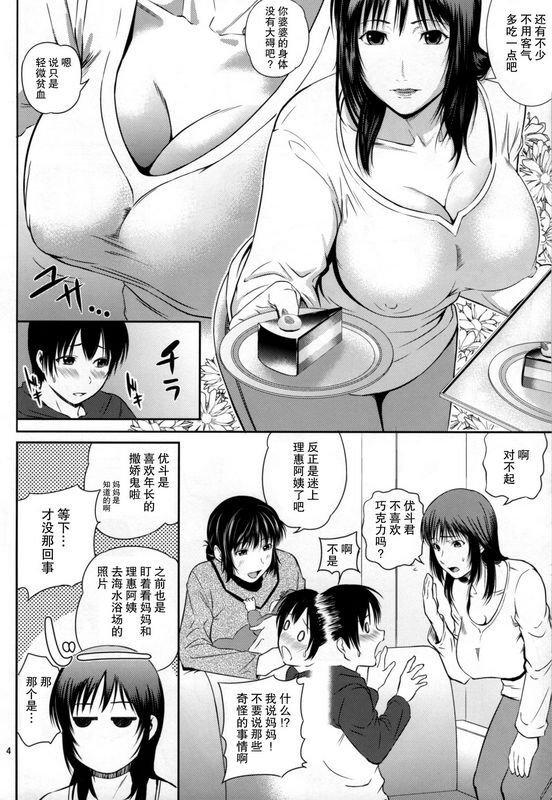 还有不少
不用客气
多吃一点吧
你婆婆的身体
没有大碍吧？
嗯
说只是
轻微贫血
ユサ…
チラ
对不起
优斗君
不喜欢
巧克力吗？
啊
不是
反正是迷上
理惠阿姨
了吧
什么!?
我说妈妈！
不要说那些
奇怪的事情啊
优斗是
喜欢年长的
撒娇鬼啦
妈妈是
知道的啊
等下…
才没那回事
之前也是
盯着看妈妈和
理惠阿姨
去海水浴场的
照片
那
那个是…
4